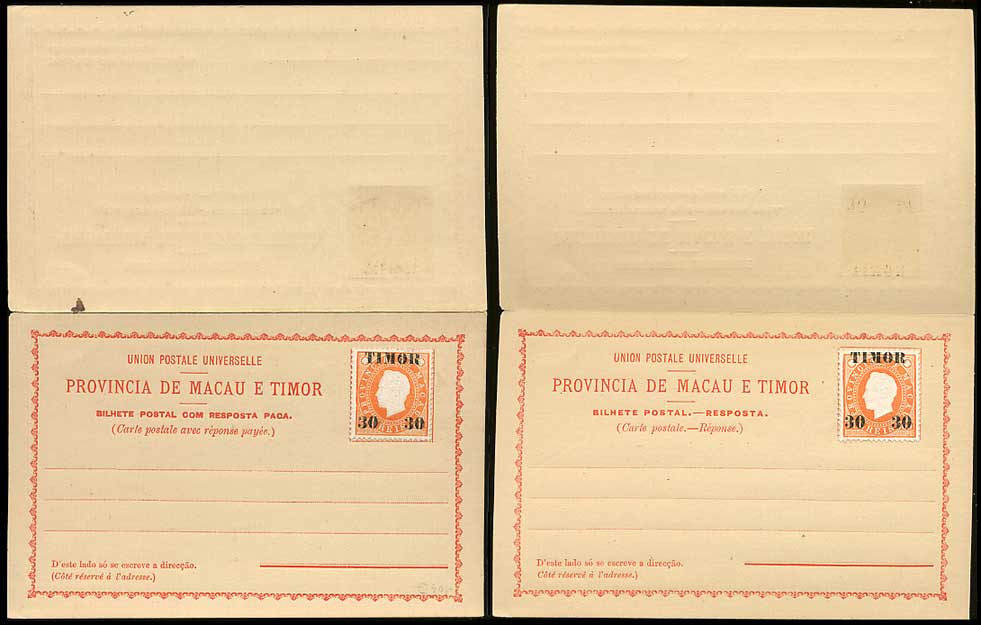 UNION POSTALE UNIVERSELLE
PROVINCIA DE MACAU E TIMOR
BILHETE POSTAL COM RESPOSTA PAGA.
(Carte postale avec réponse payée.)
TIMOR
30 30
REIS
D'este lado só se escreve a direcção.
(Côté réservé á l'adresse.)
UNION POSTALE UNIVERSELLE
PROVINCIA DE MACAU E TIMOR
BILHETE POSTAL.—RESPOSTA.
(Carte postale.—Réponse.)
TIMOR
30 30
REIS
D'este lado só se escreve a direcção.
(Côté réservé á l'adresse.)